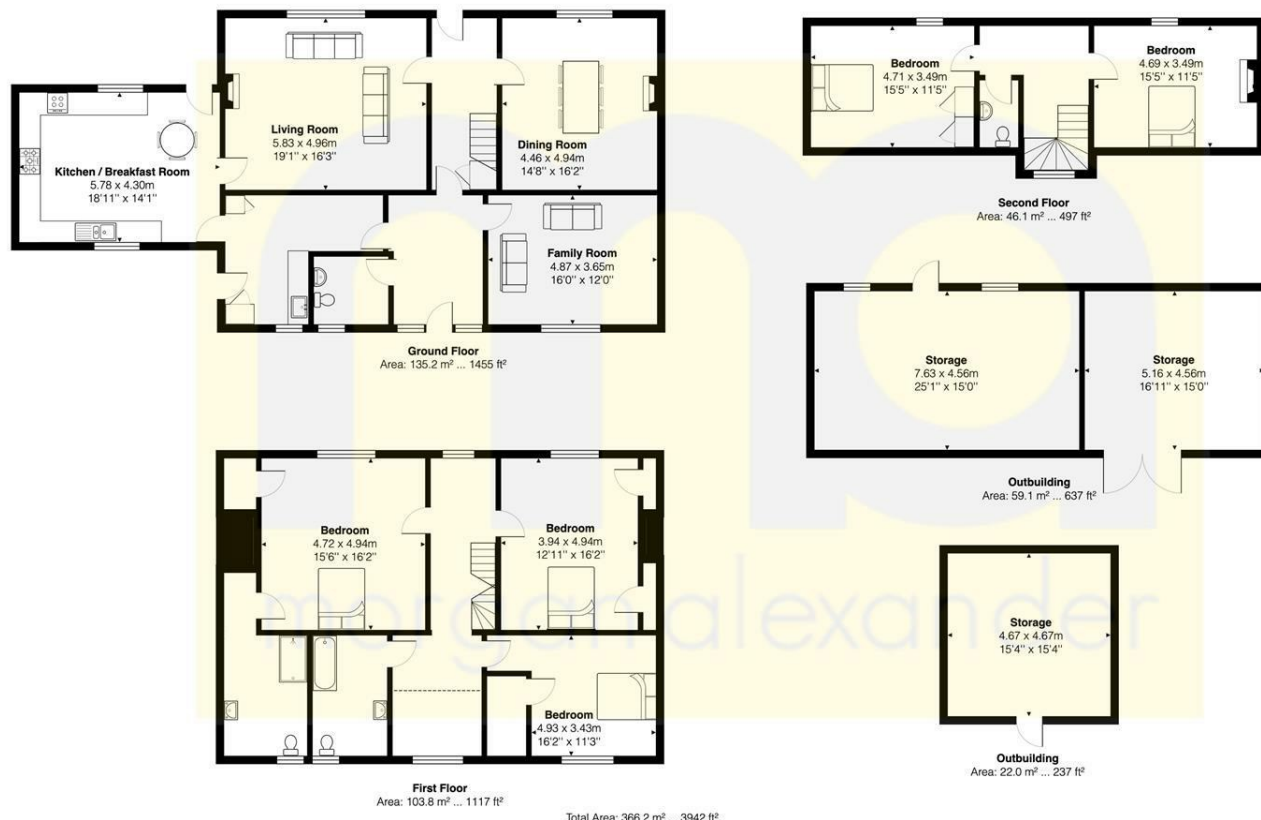 Living Room
5.83 x 4.96m
19'1'' x 16'3''
Dining Room
4.46 x 4.94m
14'8'' x 16'2''
Kitchen / Breakfast Room
5.78 x 4.30m
18'11'' x 14'1''
Family Room
4.87 x 3.65m
16'0'' x 12'0''
Ground Floor
Area: 135.2 m² ... 1455 ft²
Bedroom
4.71 x 3.49m
15'5'' x 11'5''
Bedroom
4.69 x 3.49m
15'5'' x 11'5''
Second Floor
Area: 46.1 m² ... 497 ft²
Storage
7.63 x 4.56m
25'1'' x 15'0''
Storage
5.16 x 4.56m
16'11'' x 15'0''
Outbuilding
Area: 59.1 m² ... 637 ft²
Bedroom
4.72 x 4.94m
15'6'' x 16'2''
Bedroom
3.94 x 4.94m
12'11'' x 16'2''
Bedroom
4.93 x 3.43m
16'2'' x 11'3''
First Floor
Area: 103.8 m² ... 1117 ft²
Storage
4.67 x 4.67m
15'4'' x 15'4''
Outbuilding
Area: 22.0 m² ... 237 ft²
Total Area: 366.2 m² ... 3942 ft²
ma
morgan alexander